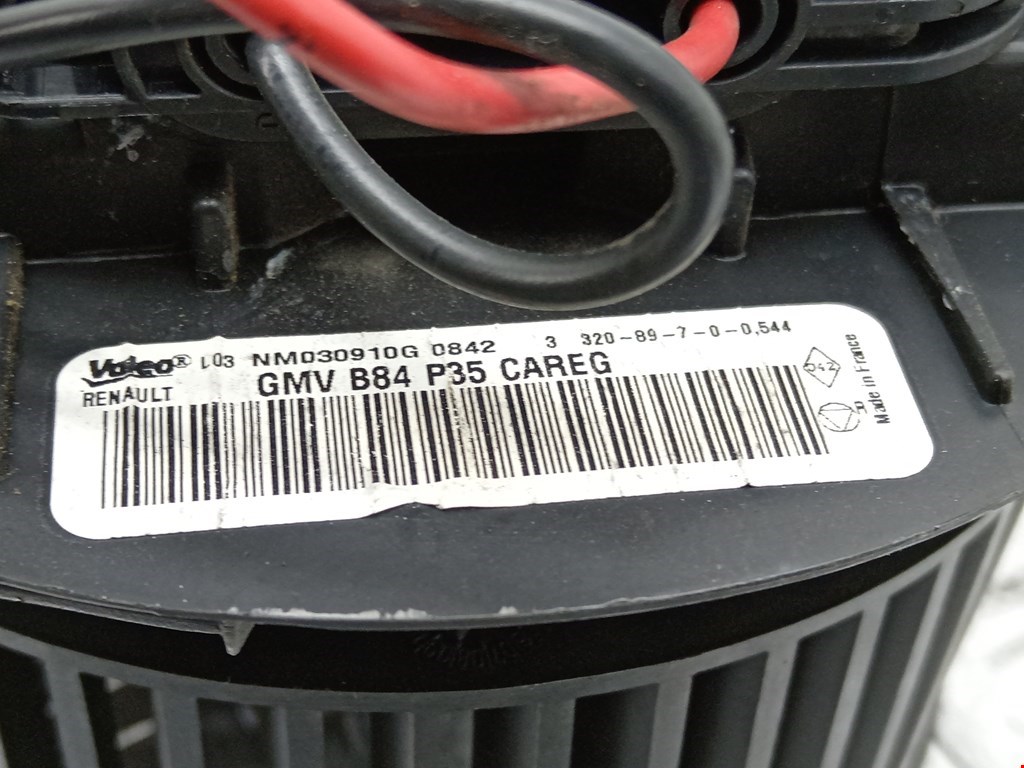 Valeo® L03 NM030910G 0842 3 320-89-7-0-0,544
RENAULT GMV B84 P35 CAREG
042
Made in France